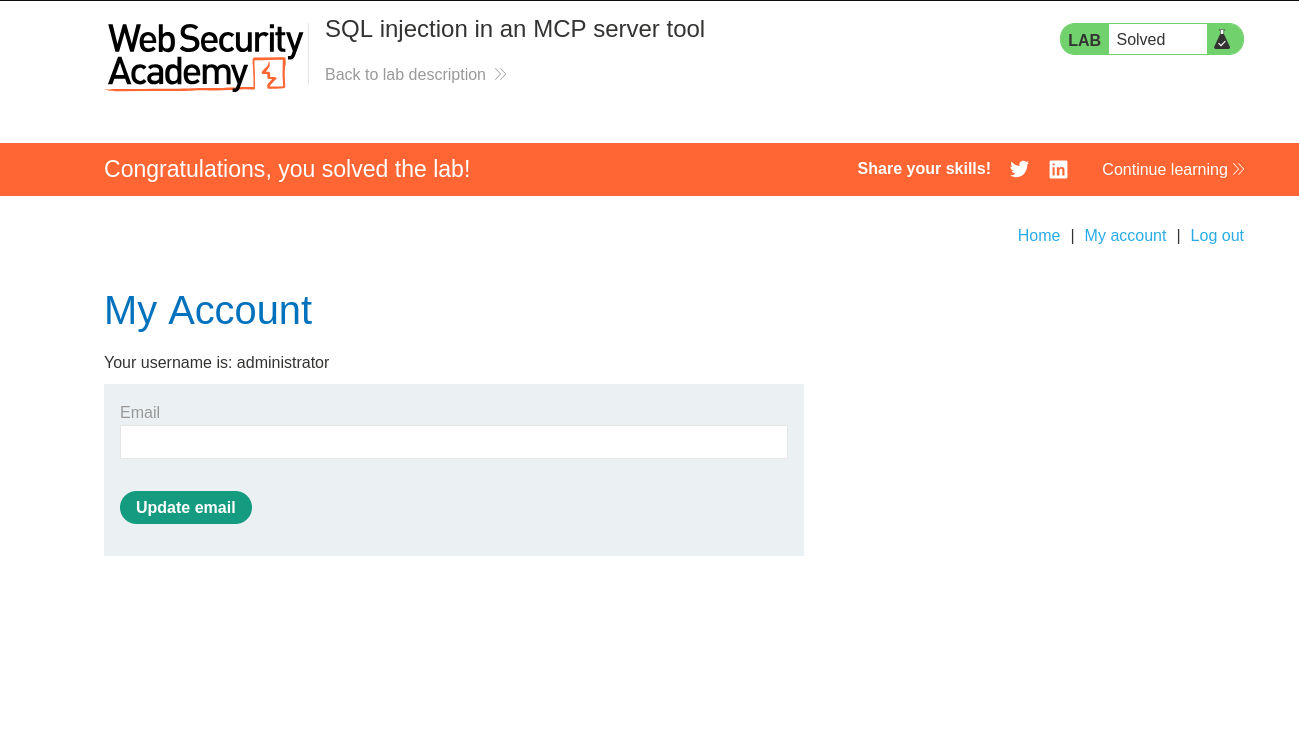 WebSecurity
Academy
SQL injection in an MCP server tool
Back to lab description
LAB Solved
Congratulations, you solved the lab!
Share your skills!
Continue learning
Home | My account | Log out
My Account
Your username is: administrator
Email
Update email